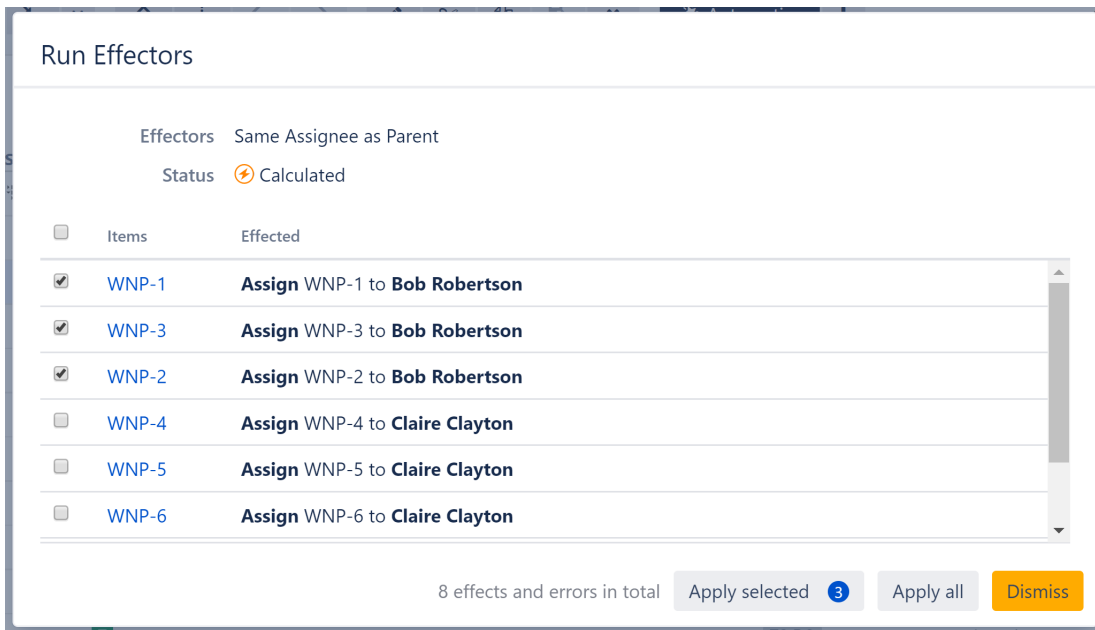 Run Effectors
Effectors Same Assignee as Parent
Status Calculated
Items Effected
WNP-1 Assign WNP-1 to Bob Robertson
WNP-3 Assign WNP-3 to Bob Robertson
WNP-2 Assign WNP-2 to Bob Robertson
WNP-4 Assign WNP-4 to Claire Clayton
WNP-5 Assign WNP-5 to Claire Clayton
WNP-6 Assign WNP-6 to Claire Clayton
8 effects and errors in total Apply selected 3 Apply all Dismiss